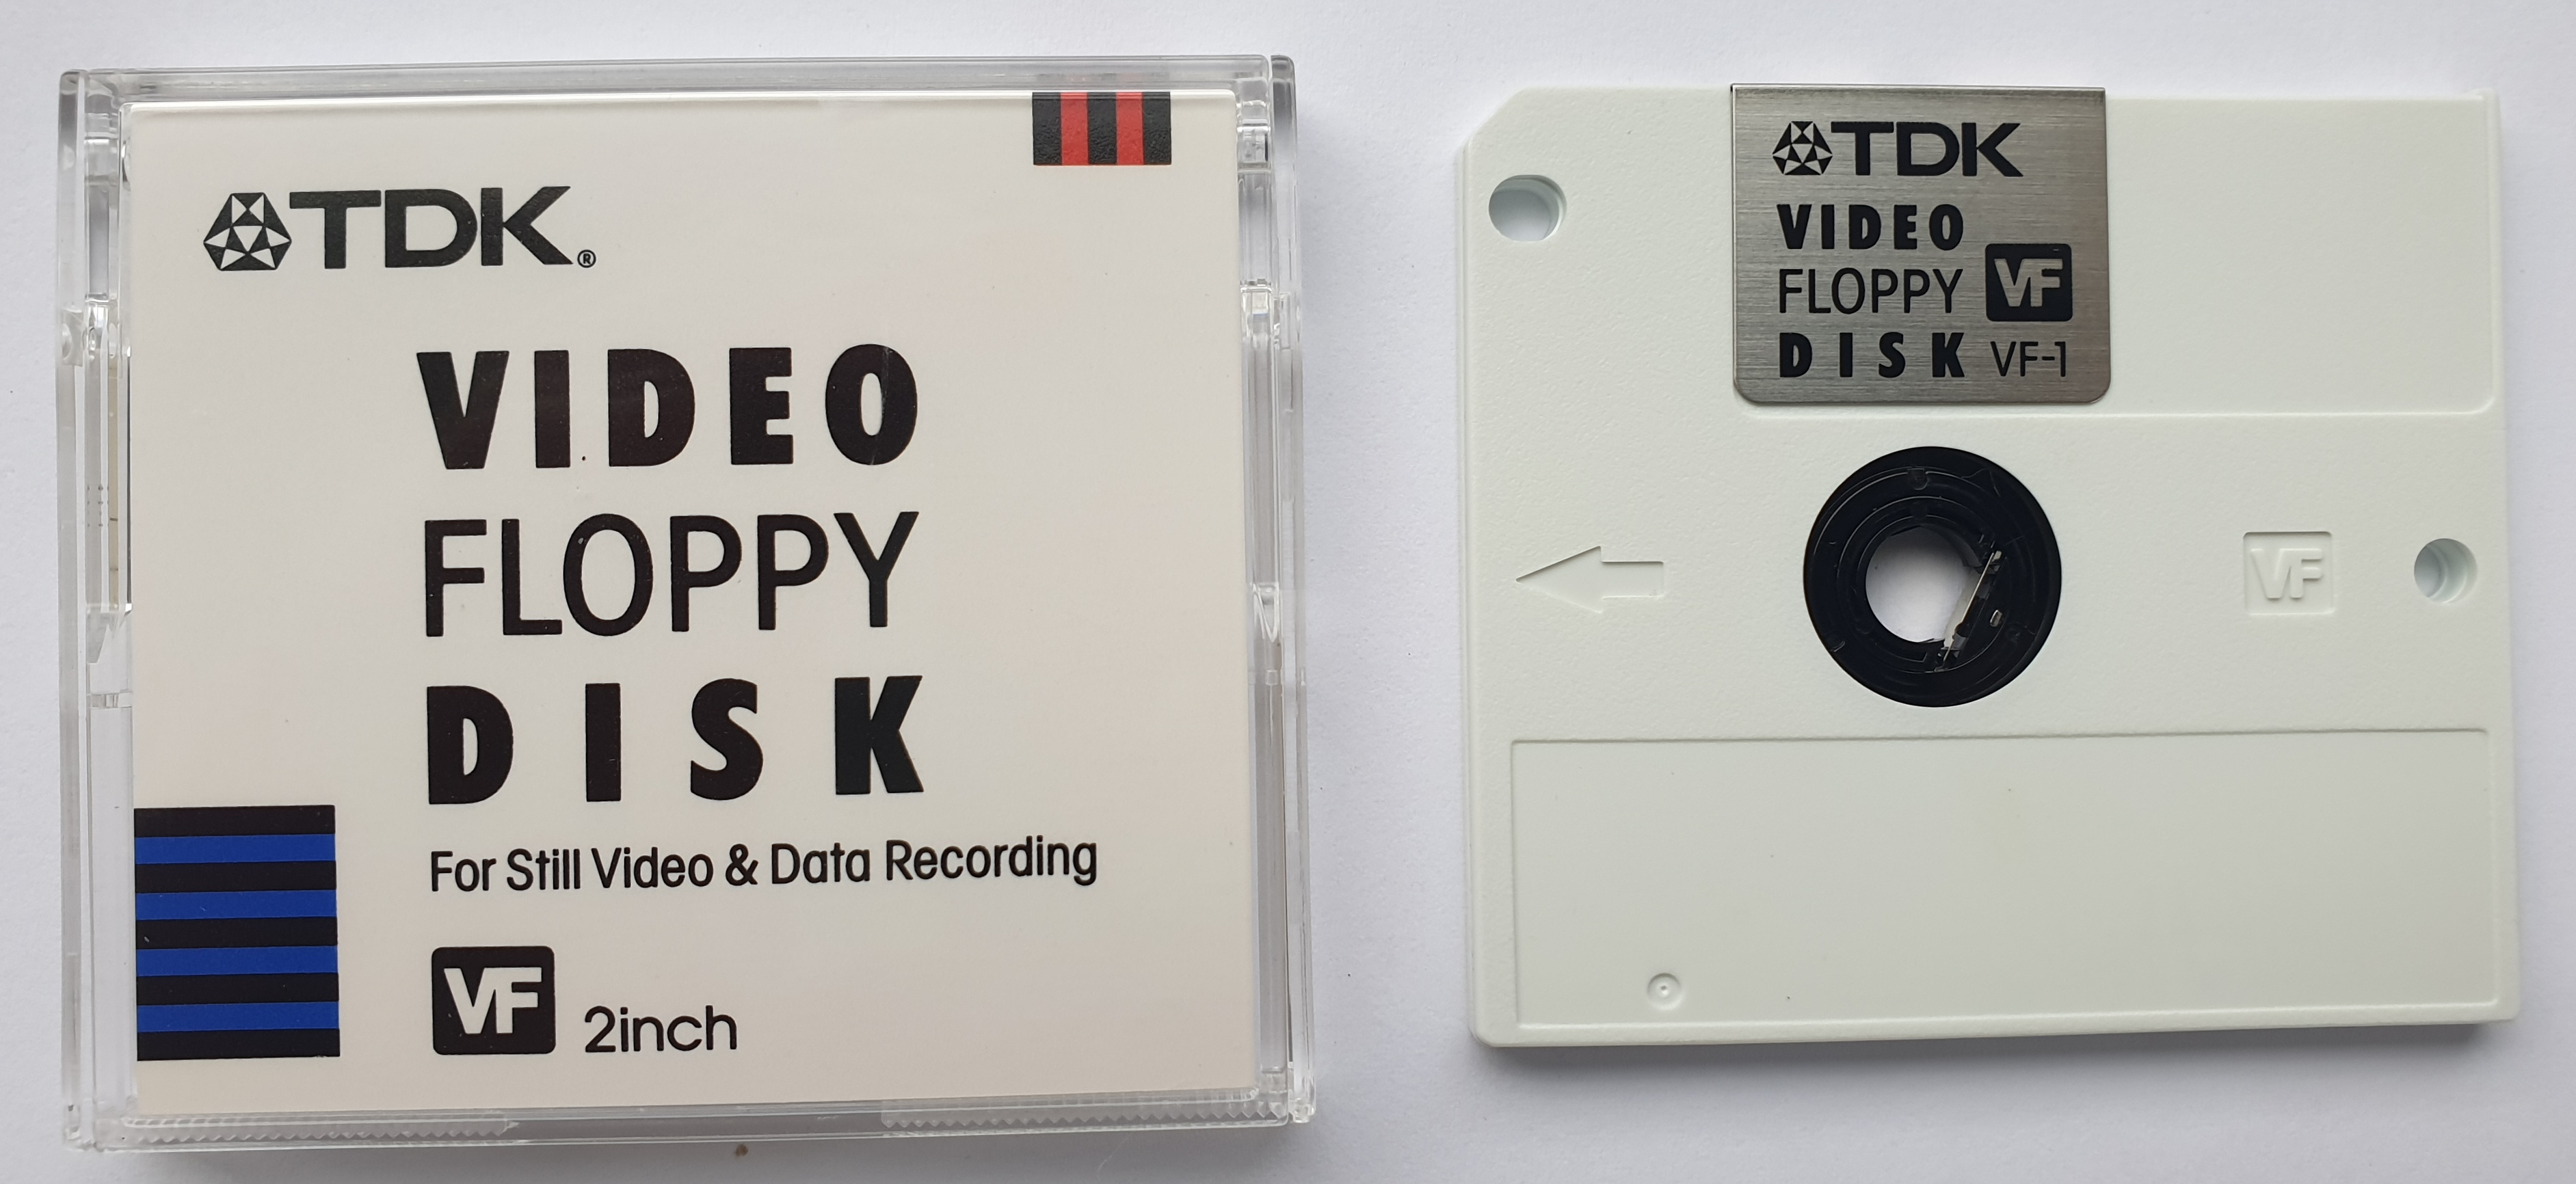 TDK®
VIDEO
FLOPPY
DISK
For Still Video & Data Recording
VF 2inch
TDK
VIDEO
FLOPPY VF
DISK VF-1
VF